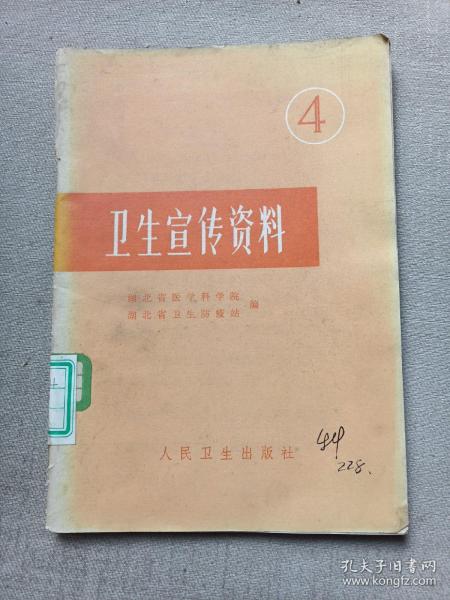 4
卫生宣传资料
湖北省医学科学院
湖北省卫生防疫站
编
人民卫生出版社
228.
孔夫子旧书网
www.kongfz.com